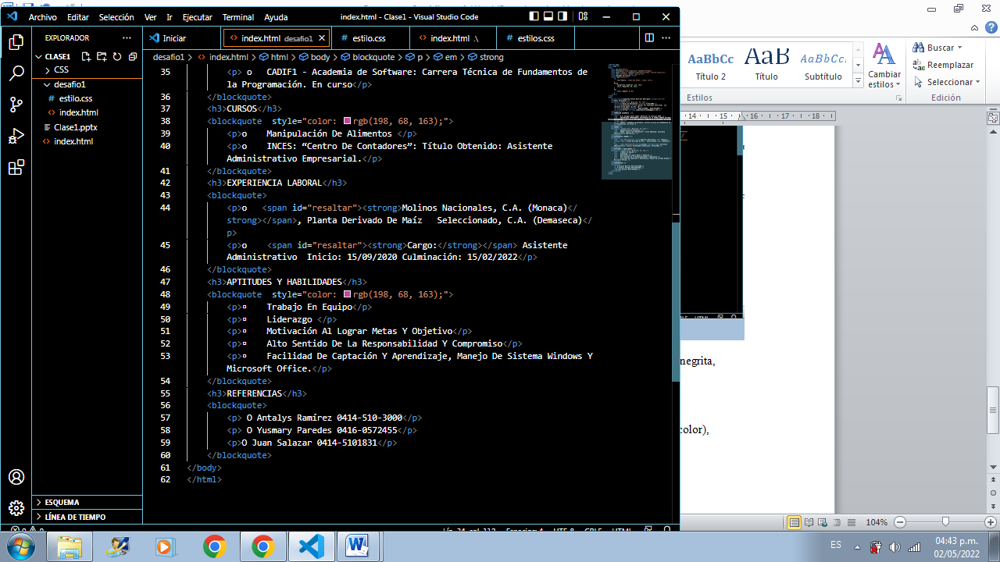 Archivo Editar Selección Ver Ir Ejecutar Terminal Ayuda index.html - Clase1 - Visual Studio Code
EXPLORADOR
CLASE1
CSS
desafio1
estilo.css
index.html
Clase1.pptx
index.html
ESQUEMA
LÍNEA DE TIEMPO
Iniciar index.html desafio1 estilo.css index.html .\ estilos.css
desafio1 > index.html > html > body > blockquote > p > em > strong
35 <p> o   CADIF1 - Academia de Software: Carrera Técnica de Fundamentos de
la Programación. En curso</p>
36 </blockquote>
37 <h3>CURSOS</h3>
38 <blockquote  style="color: rgb(198, 68, 163);">
39 <p>o    Manipulación De Alimentos </p>
40 <p>o    INCES: “Centro De Contadores”: Título Obtenido: Asistente
Administrativo Empresarial.</p>
41 </blockquote>
42 <h3>EXPERIENCIA LABORAL</h3>
43 <blockquote>
44 <p>o   <span id="resaltar"><strong>Molinos Nacionales, C.A. (Monaca)</
strong></span>, Planta Derivado De Maíz   Seleccionado, C.A. (Demaseca)</
p>
45 <p>o    <span id="resaltar"><strong>Cargo:</strong></span> Asistente
Administrativo  Inicio: 15/09/2020 Culminación: 15/02/2022</p>
46 </blockquote>
47 <h3>APTITUDES Y HABILIDADES</h3>
48 <blockquote  style="color: rgb(198, 68, 163);">
49 <p>▫    Trabajo En Equipo</p>
50 <p>▫    Liderazgo </p>
51 <p>▫    Motivación Al Lograr Metas Y Objetivo</p>
52 <p>▫    Alto Sentido De La Responsabilidad Y Compromiso</p>
53 <p>▫    Facilidad De Captación Y Aprendizaje, Manejo De Sistema Windows Y
Microsoft Office.</p>
54 </blockquote>
55 <h3>REFERENCIAS</h3>
56 <blockquote>
57 <p> O Antalys Ramírez 0414-510-3000</p>
58 <p> O Yusmary Paredes 0416-0572455</p>
59 <p>O Juan Salazar 0414-5101831</p>
60 </blockquote>
61 </body>
62 </html>
AaBbCc AaB AaBbCc.
Título 2 Título Subtítulo
Cambiar
estilos
Estilos
Buscar
Reemplazar
Seleccionar
Edición
14 15 16 17 18
negrita,
color),
104%
ES
04:43 p.m.
02/05/2022